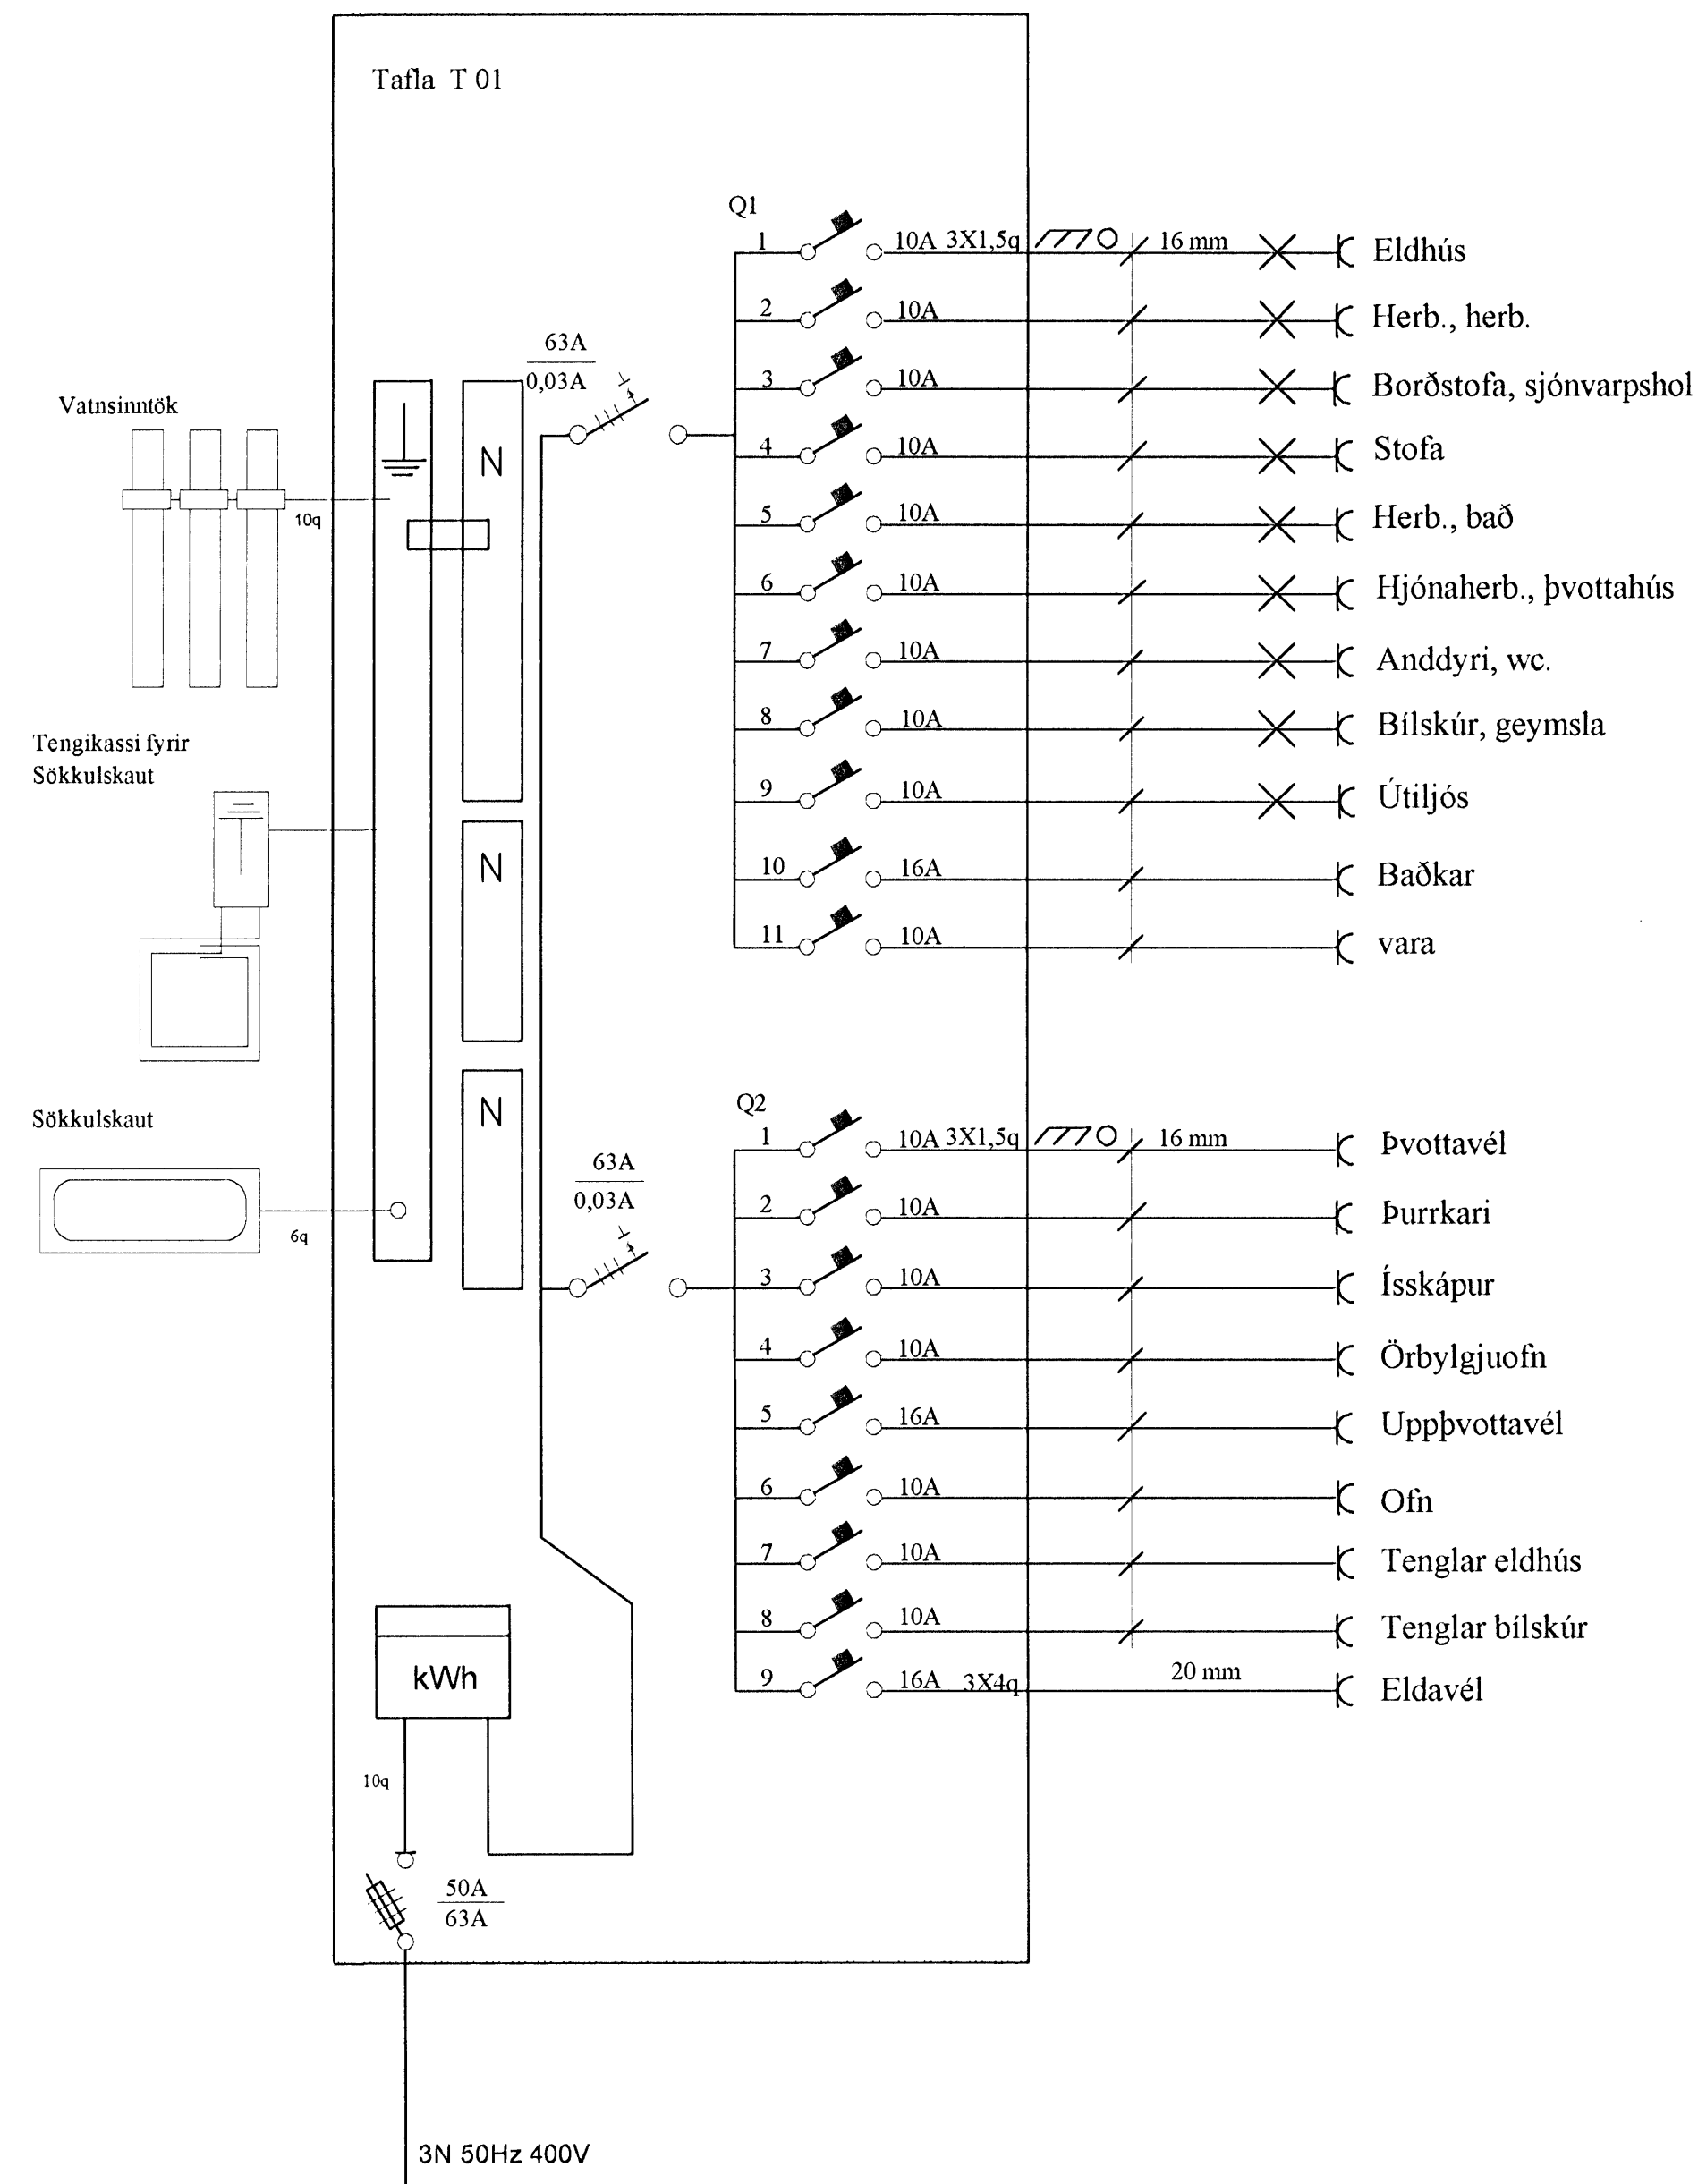 Tafla T 01
Q1
1 10A 3X1,5q 16 mm Eldhús
2 10A Herb., herb.
63A
0,03A
3 10A Borðstofa, sjónvarpshol
Vatnsinntök
4 10A Stofa
N
10q
5 10A Herb., bað
6 10A Hjónaherb., þvottahús
7 10A Anddyri, wc.
8 10A Bílskúr, geymsla
Tengikassi fyrir
Sökkulskaut
9 10A Útiljós
N
10 16A Baðkar
11 10A vara
Sökkulskaut
N
Q2
1 10A 3X1,5q 16 mm Þvottavél
63A
0,03A
2 10A Þurrkari
6q
3 10A Ísskápur
4 10A Örbylgjuofn
5 16A Uppþvottavél
6 10A Ofn
7 10A Tenglar eldhús
8 10A Tenglar bílskúr
kWh
9 16A 3X4q 20 mm Eldavél
10q
50A
63A
3N 50Hz 400V